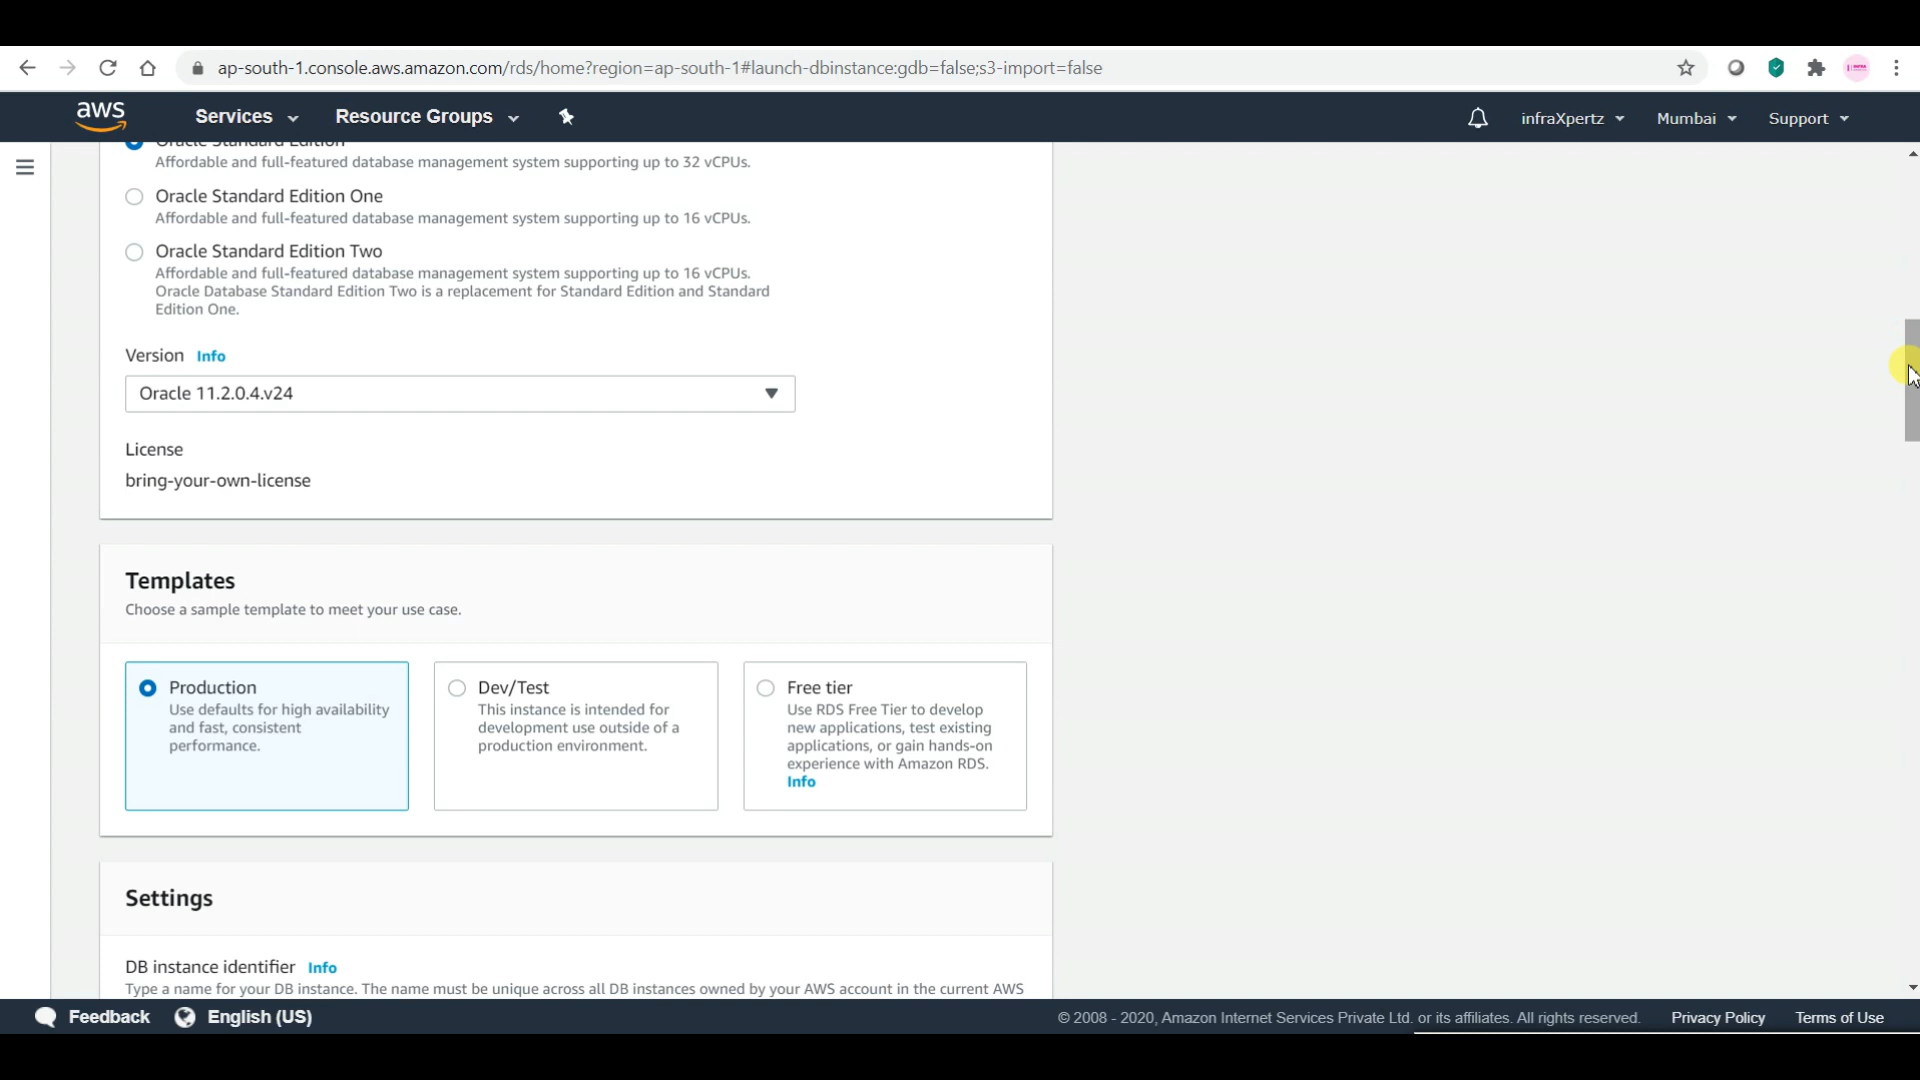 ap-south-1.console.aws.amazon.com/rds/home?region=ap-south-1#launch-dbinstance:gdb=false;s3-import=false
aws Services Resource Groups infraXpertz Mumbai Support
Oracle Standard Edition
Affordable and full-featured database management system supporting up to 32 vCPUs.
Oracle Standard Edition One
Affordable and full-featured database management system supporting up to 16 vCPUs.
Oracle Standard Edition Two
Affordable and full-featured database management system supporting up to 16 vCPUs.
Oracle Database Standard Edition Two is a replacement for Standard Edition and Standard
Edition One.
Version Info
Oracle 11.2.0.4.v24
License
bring-your-own-license
Templates
Choose a sample template to meet your use case.
Production
Use defaults for high availability
and fast, consistent
performance.
Dev/Test
This instance is intended for
development use outside of a
production environment.
Free tier
Use RDS Free Tier to develop
new applications, test existing
applications, or gain hands-on
experience with Amazon RDS.
Info
Settings
DB instance identifier Info
Type a name for your DB instance. The name must be unique across all DB instances owned by your AWS account in the current AWS
Feedback English (US) © 2008 - 2020, Amazon Internet Services Private Ltd. or its affiliates. All rights reserved. Privacy Policy Terms of Use